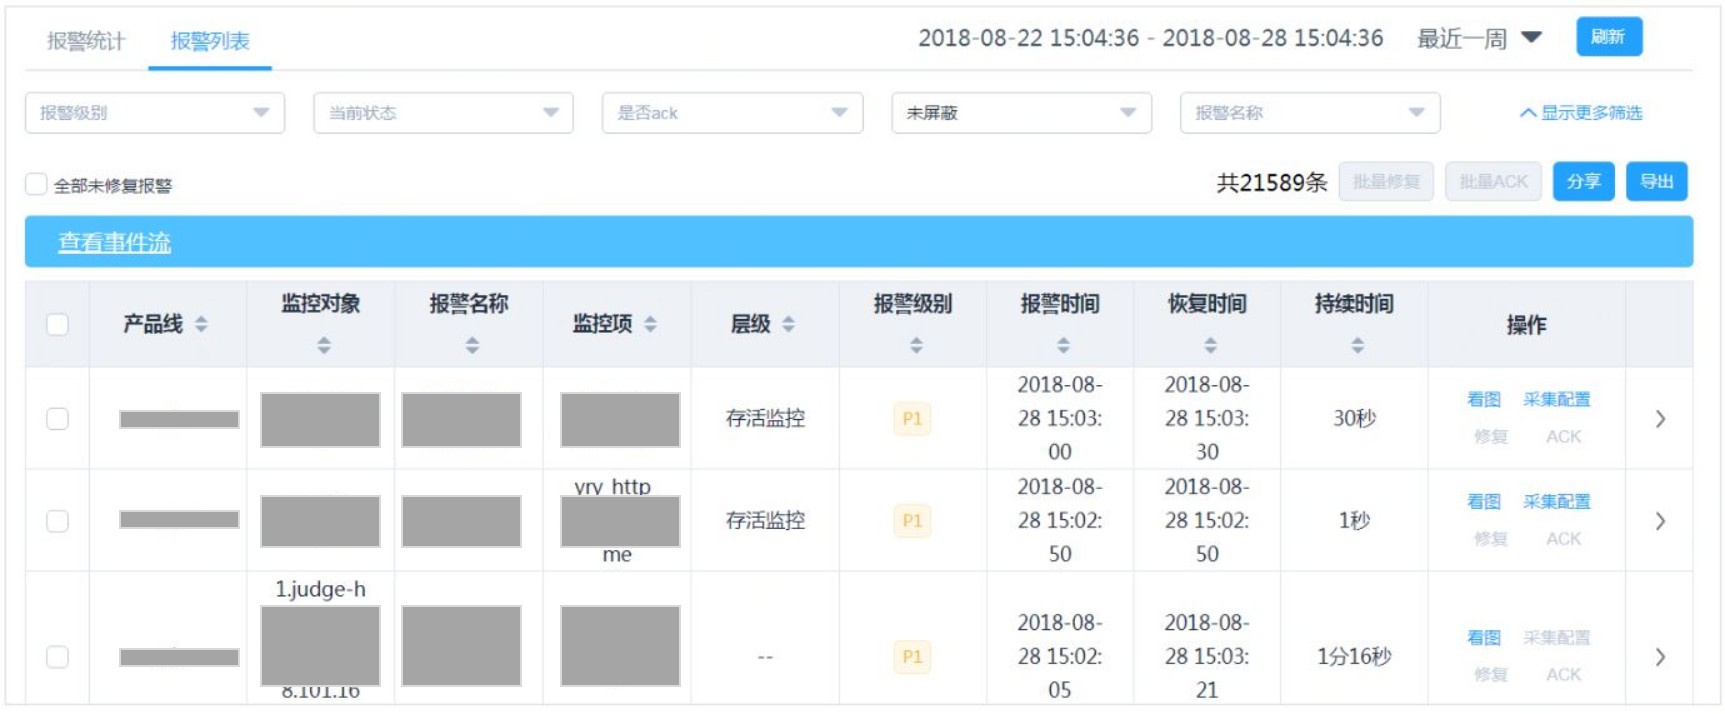 报警统计 报警列表 2018-08-22 15:04:36 - 2018-08-28 15:04:36 最近一周 刷新
报警级别 当前状态 是否ack 未屏蔽 报警名称 显示更多筛选
全部未修复报警 共21589条 批量修复 批量ACK 分享 导出
查看事件流
产品线 监控对象 报警名称 监控项 层级 报警级别 报警时间 恢复时间 持续时间 操作
存活监控 P1 2018-08-28 15:03:00 2018-08-28 15:03:30 30秒 看图 采集配置 修复 ACK
存活监控 P1 2018-08-28 15:02:50 2018-08-28 15:02:50 1秒 看图 采集配置 修复 ACK
me
1.judge-h
-- P1 2018-08-28 15:02:05 2018-08-28 15:03:21 1分16秒 看图 采集配置 修复 ACK
8.101.16